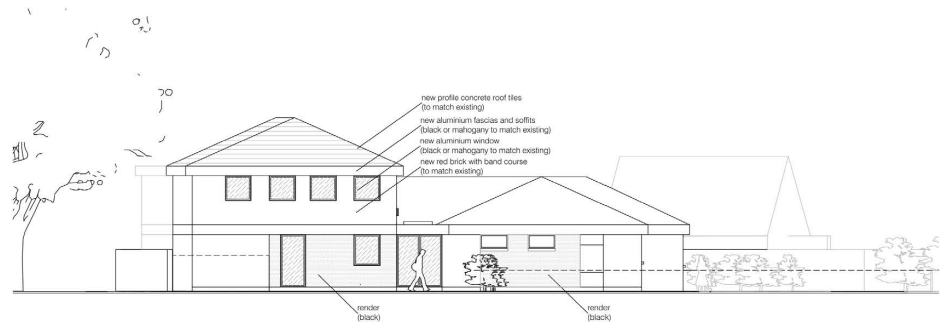 new profile concrete roof tiles
(to match existing)
new aluminium fascias and soffits
(black or mahogany to match existing)
new aluminium window
(black or mahogany to match existing)
new red brick with band course
(to match existing)
render
(black)
render
(black)